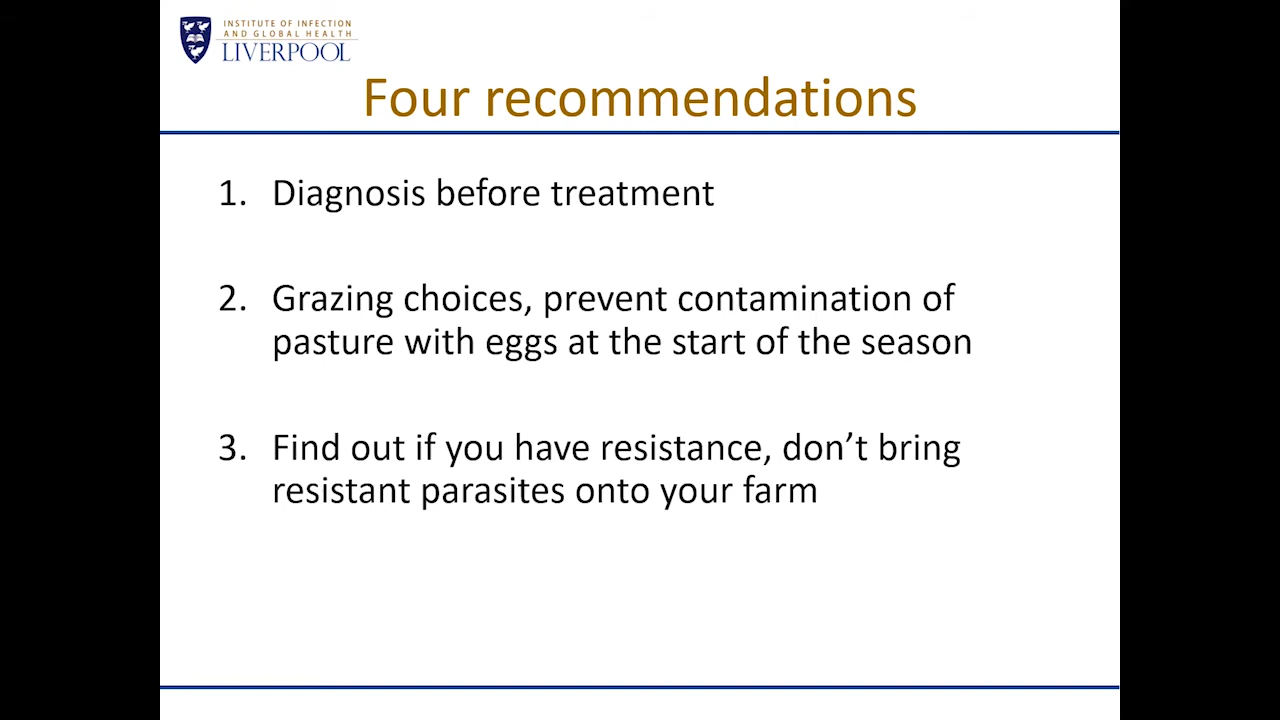 INSTITUTE OF INFECTION
AND GLOBAL HEALTH
LIVERPOOL
Four recommendations
1. Diagnosis before treatment
2. Grazing choices, prevent contamination of
pasture with eggs at the start of the season
3. Find out if you have resistance, don’t bring
resistant parasites onto your farm